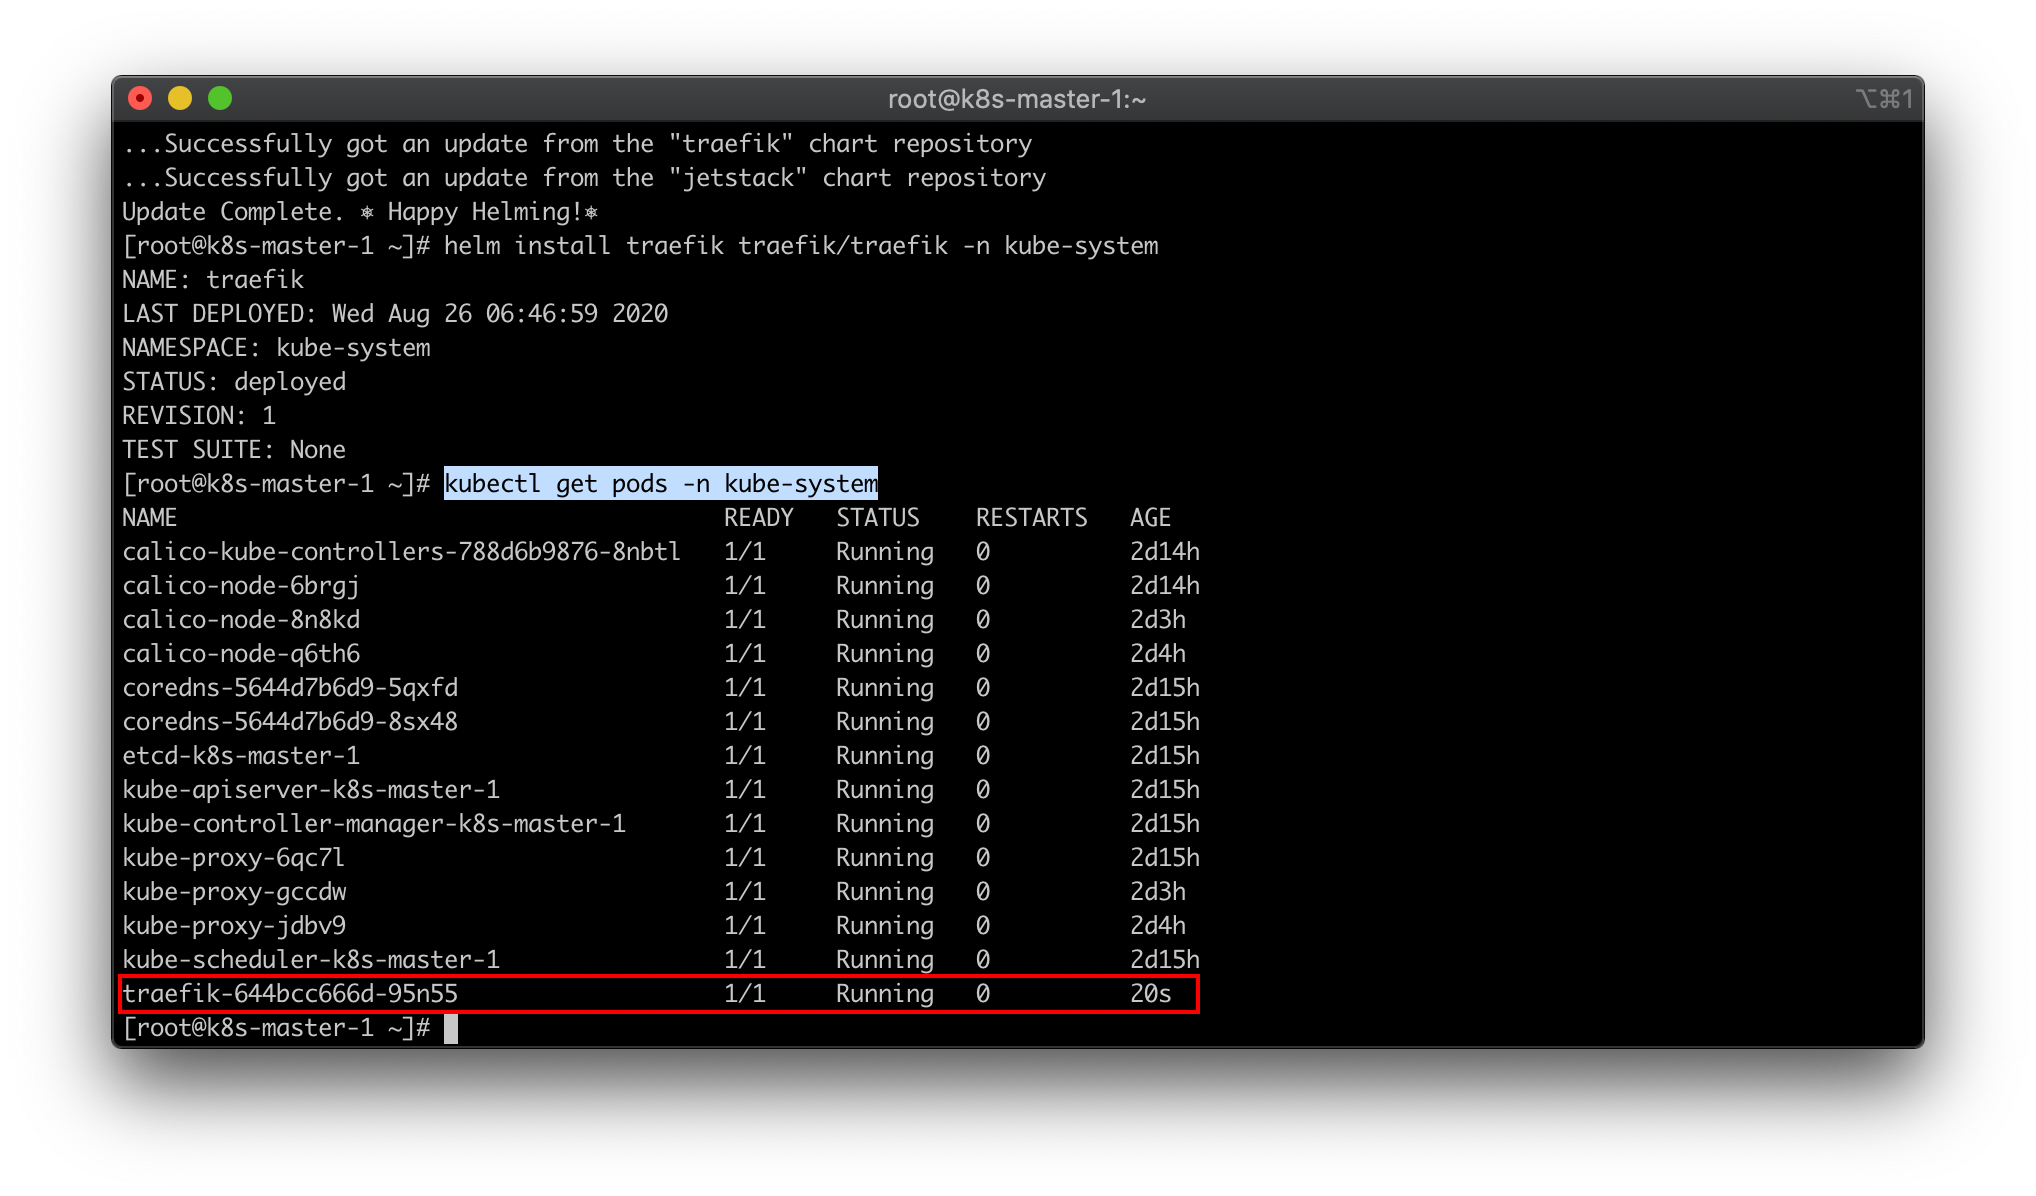 root@k8s-master-1:~ ⌥⌘1
...Successfully got an update from the "traefik" chart repository
...Successfully got an update from the "jetstack" chart repository
Update Complete. ⎈ Happy Helming!⎈
[root@k8s-master-1 ~]# helm install traefik traefik/traefik -n kube-system
NAME: traefik
LAST DEPLOYED: Wed Aug 26 06:46:59 2020
NAMESPACE: kube-system
STATUS: deployed
REVISION: 1
TEST SUITE: None
[root@k8s-master-1 ~]# kubectl get pods -n kube-system
NAME READY STATUS RESTARTS AGE
calico-kube-controllers-788d6b9876-8nbtl 1/1 Running 0 2d14h
calico-node-6brgj 1/1 Running 0 2d14h
calico-node-8n8kd 1/1 Running 0 2d3h
calico-node-q6th6 1/1 Running 0 2d4h
coredns-5644d7b6d9-5qxfd 1/1 Running 0 2d15h
coredns-5644d7b6d9-8sx48 1/1 Running 0 2d15h
etcd-k8s-master-1 1/1 Running 0 2d15h
kube-apiserver-k8s-master-1 1/1 Running 0 2d15h
kube-controller-manager-k8s-master-1 1/1 Running 0 2d15h
kube-proxy-6qc7l 1/1 Running 0 2d15h
kube-proxy-gccdw 1/1 Running 0 2d3h
kube-proxy-jdbv9 1/1 Running 0 2d4h
kube-scheduler-k8s-master-1 1/1 Running 0 2d15h
traefik-644bcc666d-95n55 1/1 Running 0 20s
[root@k8s-master-1 ~]#